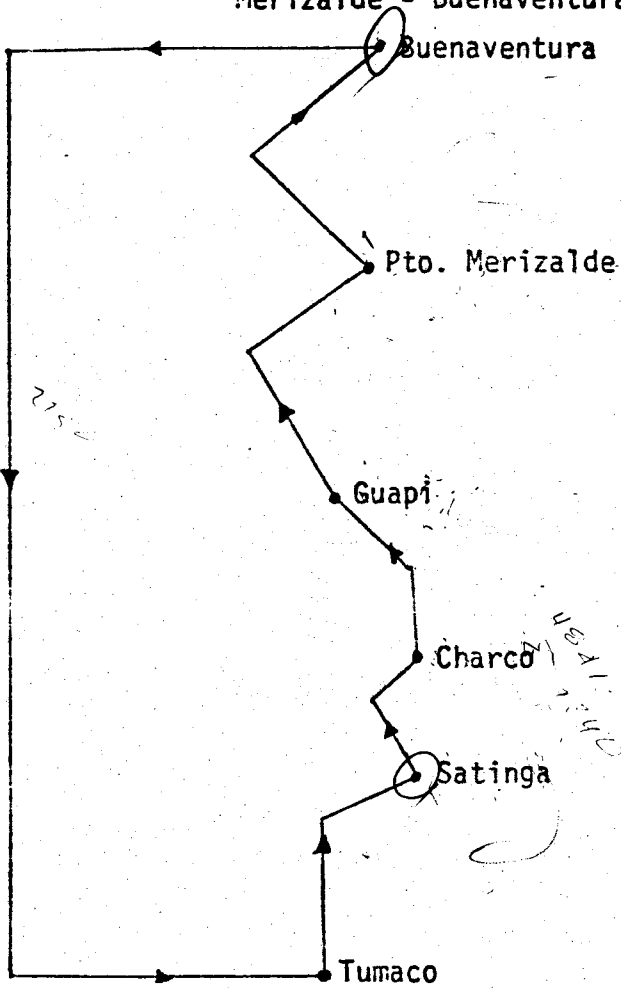 Merizalde - Buenaventura
Buenaventura
Pto. Merizalde
Guapi
Charco
Satinga
Tumaco